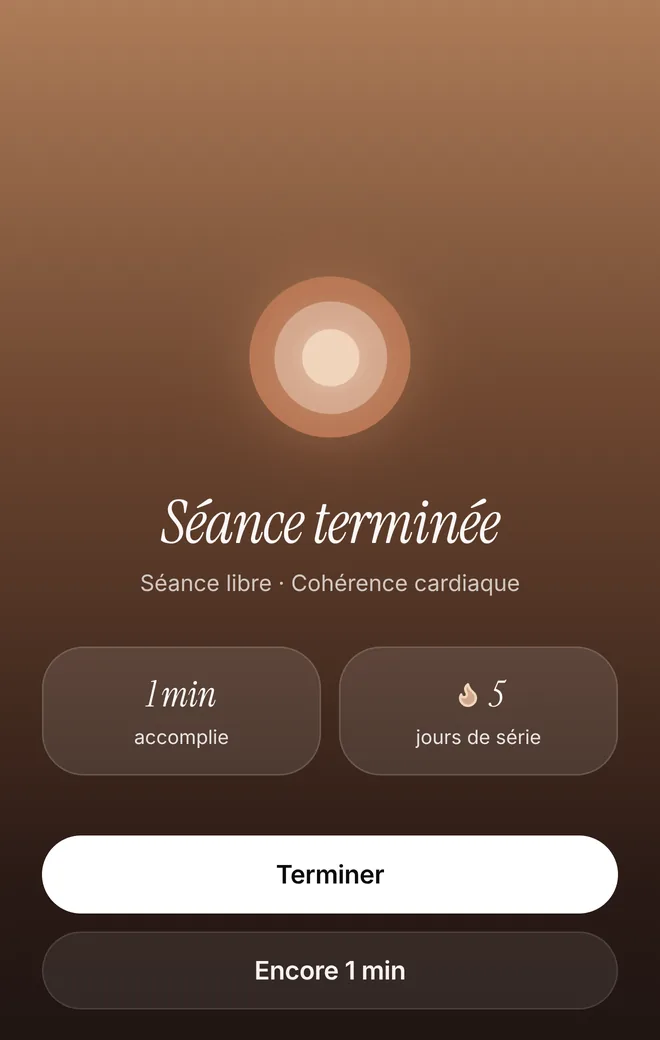 Séance terminée
Séance libre · Cohérence cardiaque
1 min
accomplie
5
jours de série
Terminer
Encore 1 min